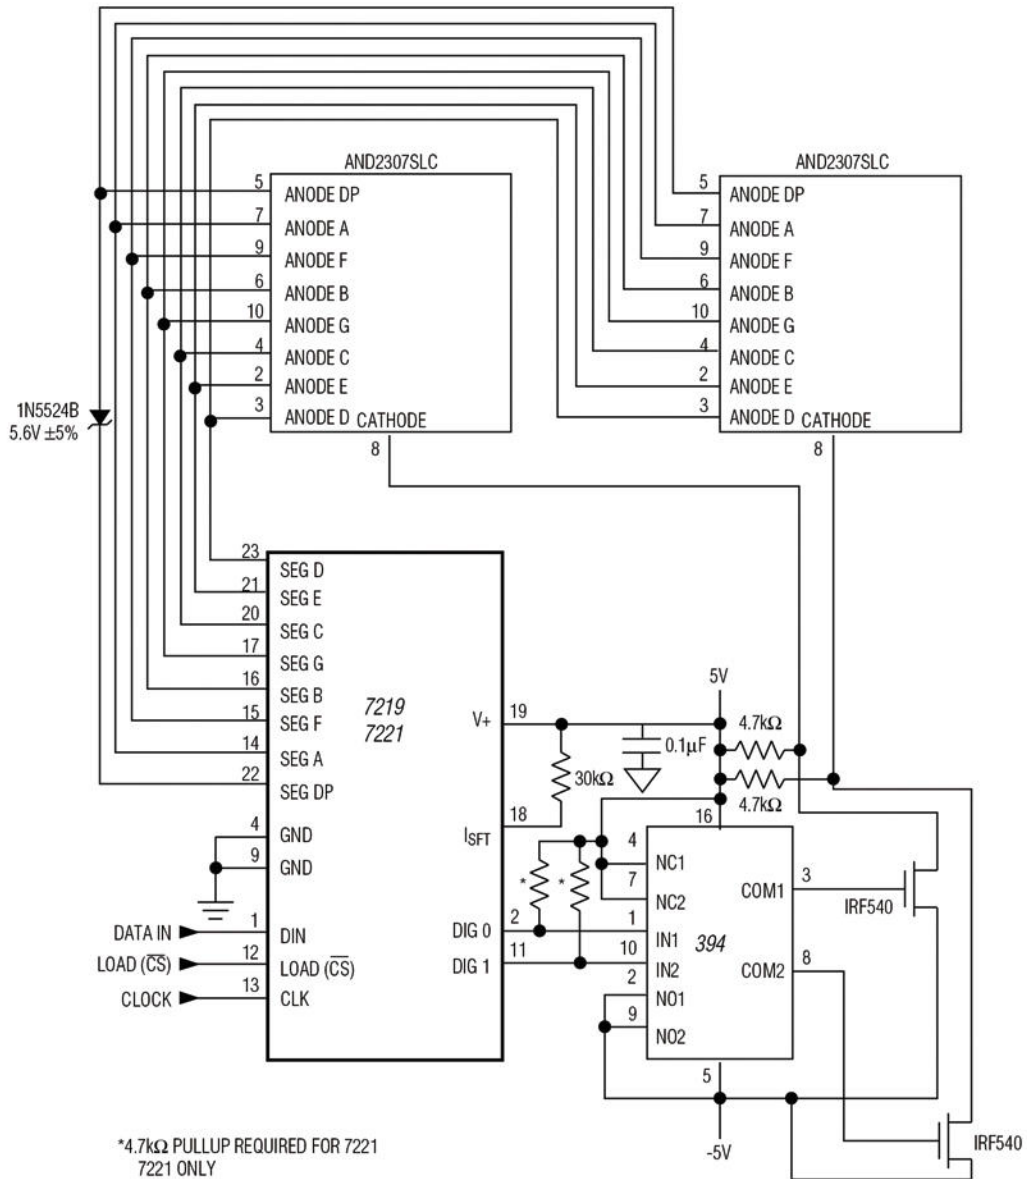 AND2307SLC
5 ANODE DP
7 ANODE A
9 ANODE F
6 ANODE B
10 ANODE G
4 ANODE C
2 ANODE E
3 ANODE D CATHODE
8
AND2307SLC
5 ANODE DP
7 ANODE A
9 ANODE F
6 ANODE B
10 ANODE G
4 ANODE C
2 ANODE E
3 ANODE D CATHODE
8
1N5524B
5.6V ±5%
23 SEG D
21 SEG E
20 SEG C
17 SEG G
16 SEG B
15 SEG F
14 SEG A
22 SEG DP
4 GND
9 GND
DATA IN 1 DIN
LOAD (C̅S̅) 12 LOAD (C̅S̅)
CLOCK 13 CLK
7219
7221
V+ 19
ISFT 18
DIG 0 2
DIG 1 11
30kΩ
0.1μF
5V
4.7kΩ
4.7kΩ
* *
16
4 NC1
7 NC2
1 IN1
10 IN2
2 NO1
9 NO2
394
COM1 3
COM2 8
5
-5V
IRF540
IRF540
*4.7kΩ PULLUP REQUIRED FOR 7221
7221 ONLY